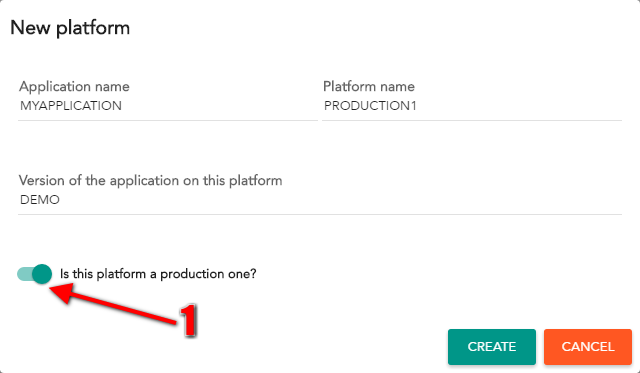 New platform
Application name
Platform name
MYAPPLICATION
PRODUCTION1
Version of the application on this platform
DEMO
Is this platform a production one?
1
CREATE
CANCEL